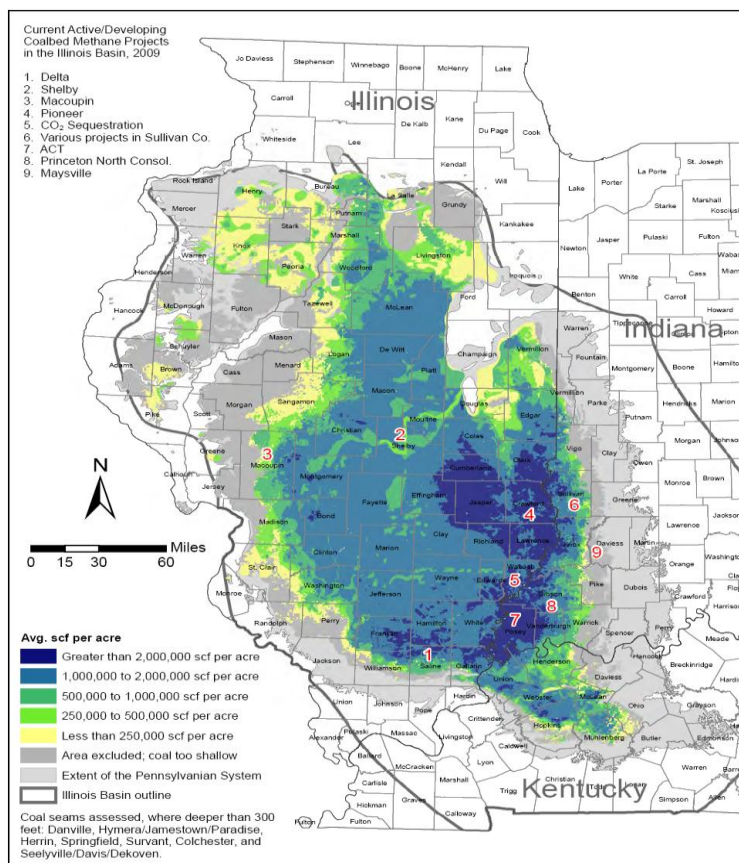 Current Active/Developing
Coalbed Methane Projects
in the Illinois Basin, 2009
1. Delta
2. Shelby
3. Macoupin
4. Pioneer
5. CO₂ Sequestration
6. Various projects in Sullivan Co.
7. ACT
8. Princeton North Consol.
9. Maysville
Jo Daviess Stephenson Winnebago Boone McHenry Lake
Carroll
Illinois
De Kalb Kane
Du Page Cook
Whiteside Lee
Kendall
Will
Rock Island
Henry Bureau La Salle Grundy
Lake Porter La Porte St. Joseph
Mercer Putnam
Starke Marshall
Stark Marshall Kankakee
Knox Livingston
Newton Jasper Pulaski Fulton
Warren Peoria Woodford
Henderson Iroquois
White Cass
Tazewell Ford Benton
McDonough Fulton McLean
Hancock
Carroll Howard
Indiana
Schuyler Mason Logan De Witt Champaign Vermilion
Warren Tippecanoe
Adams Brown Cass Menard Piatt
Fountain
Boone
Montgomery
Macon
Morgan Sangamon Douglas Edgar Vermillion Parke
Pike Scott Christian Moultrie
Putnam Hendricks Marion
2
Shelby Coles
3
Greene Macoupin Montgomery Cumberland Clark Vigo Clay Owen Morgan
Calhoun Jersey
Monroe
Fayette Effingham Jasper Crawford Sullivan Greene
4 6
Madison Bond Lawrence
Clay Richland Lawrence Daviess Martin
9
Clinton Marion Wabash
Orange
St. Clair Wayne Edwards Pike Dubois
5
Monroe Washington Jefferson Gibson Crawford
8
Randolph Perry Hamilton White Posey Vanderburgh Warrick Spencer Perry
7
Franklin
1
Jackson Williamson Saline Gallatin Henderson Hancock Meade
Breckinridge
Union Daviess
Union Johnson Pope Hardin Webster McLean Ohio Grayson
Alexander Pulaski Massac Livingston Crittenden Hopkins Muhlenberg Butler Edmonson
Ballard Caldwell
McCracken Lyon Christian Warren
Kentucky
Carlisle Marshall Trigg Logan
Hickman Graves Simpson Allen
Fulton Fulton Calloway
N
0 15 30 60
Miles
Avg. scf per acre
Greater than 2,000,000 scf per acre
1,000,000 to 2,000,000 scf per acre
500,000 to 1,000,000 scf per acre
250,000 to 500,000 scf per acre
Less than 250,000 scf per acre
Area excluded; coal too shallow
Extent of the Pennsylvanian System
Illinois Basin outline
Coal seams assessed, where deeper than 300
feet: Danville, Hymera/Jamestown/Paradise,
Herrin, Springfield, Survant, Colchester, and
Seelyville/Davis/Dekoven.